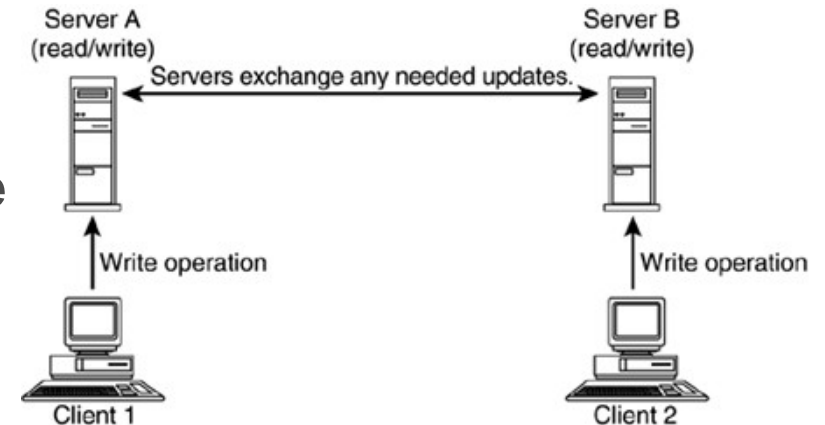 Server A
(read/write)
Server B
(read/write)
Servers exchange any needed updates.
e
Write operation
Write operation
Client 1
Client 2